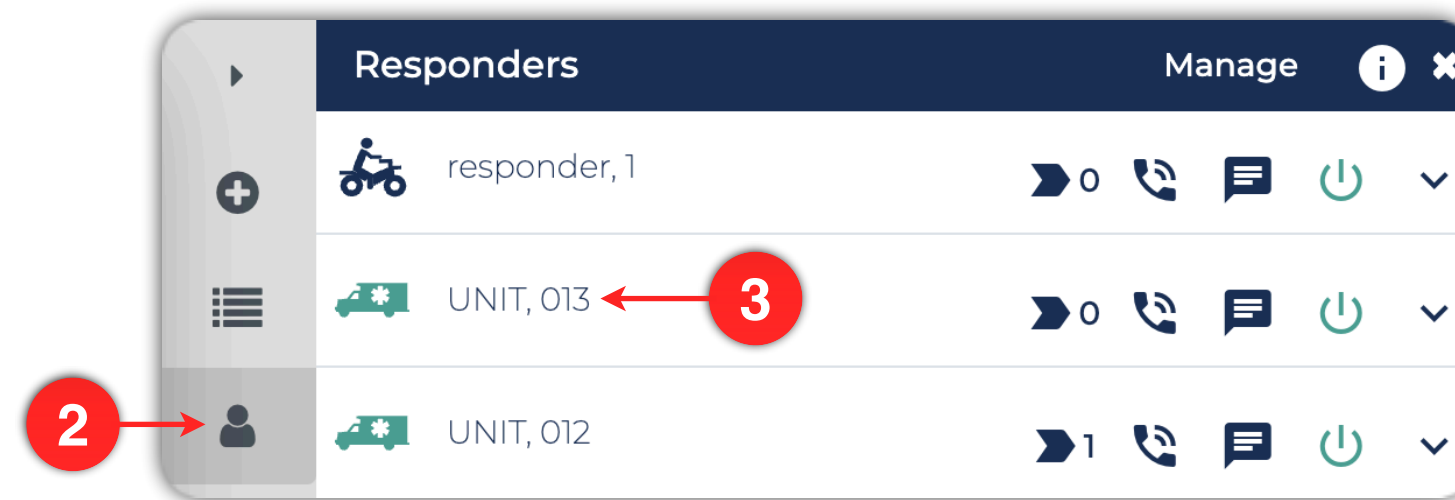 Responders Manage i
responder, 1 0
UNIT, 013 3 0
2
UNIT, 012 1